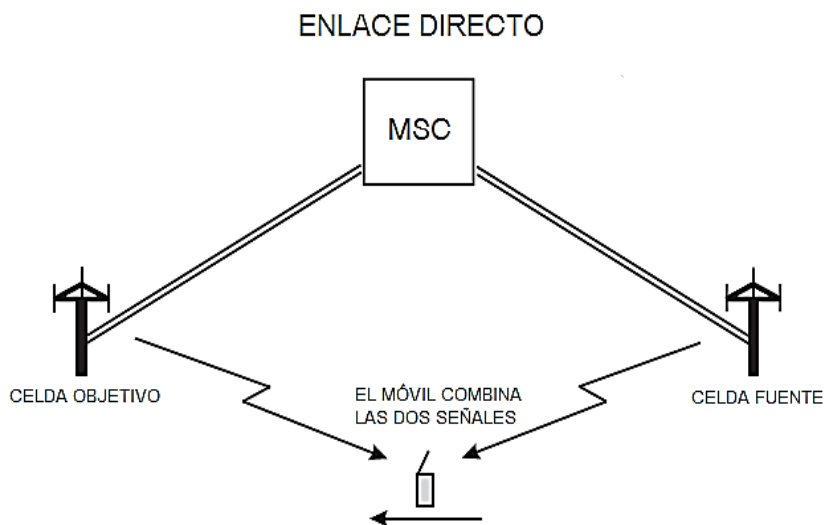 ENLACE DIRECTO
MSC
CELDA OBJETIVO
EL MÓVIL COMBINA
LAS DOS SEÑALES
CELDA FUENTE